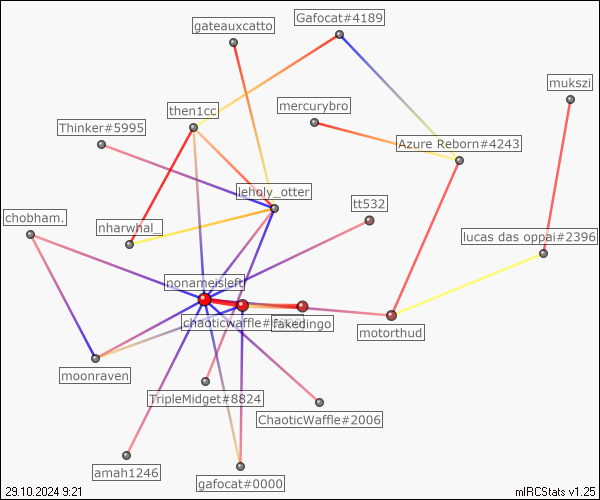 gateauxcatto
Gafocat#4189
mukszi
then1cc
mercurybro
Thinker#5995
Azure Reborn#4243
leholy_otter
tt532
chobham.
nharwhal_
lucas das oppai#2396
nonameisleft
chaoticwaffle#
fakedingo
motorthud
moonraven
TripleMidget#8824
ChaoticWaffle#2006
amah1246
gafocat#0000
29.10.2024 9:21
mIRCStats v1.25